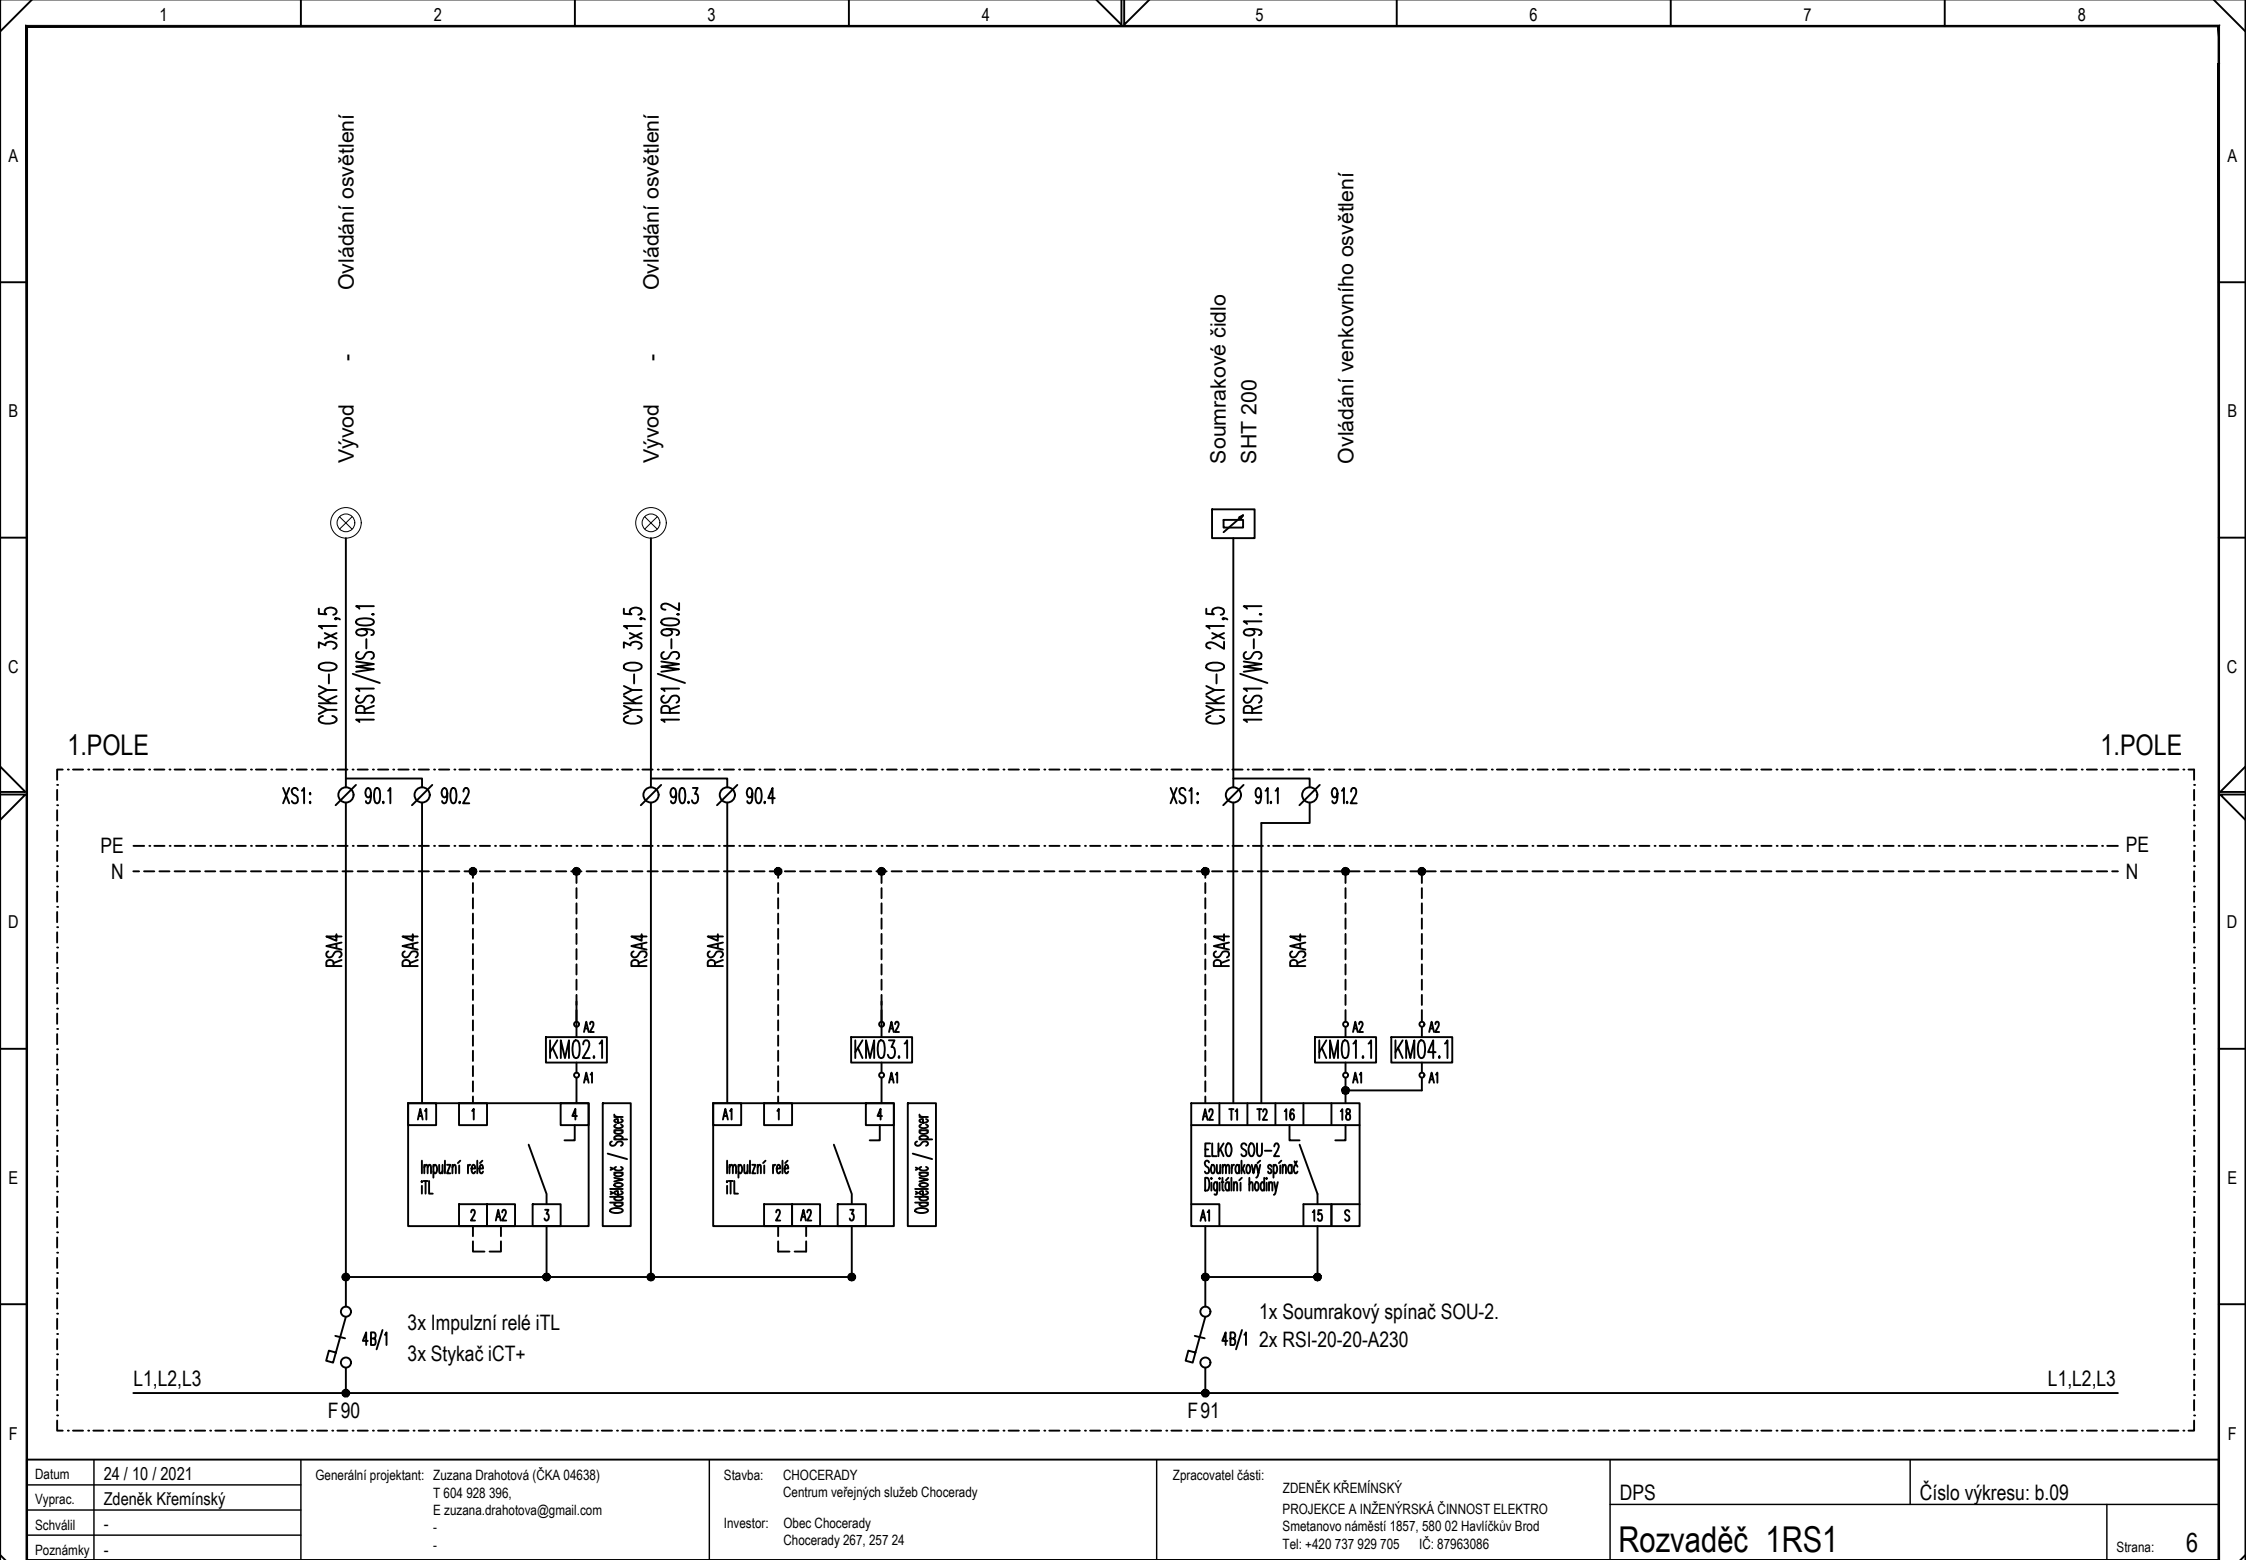 1 2 3 4 5 6 7 8
A A
B B
C C
D D
E E
F F
Vývod - Ovládání osvětlení
Vývod - Ovládání osvětlení
Soumrakové čidlo
SHT 200
Ovládání venkovního osvětlení
CYKY-O 3x1,5
1RS1/WS-90.1
CYKY-O 3x1,5
1RS1/WS-90.2
CYKY-O 2x1,5
1RS1/WS-91.1
1.POLE 1.POLE
XS1: 90.1 90.2 90.3 90.4 XS1: 91.1 91.2
PE PE
N N
RSA4 RSA4 RSA4 RSA4 RSA4 RSA4
A2 A2 A2 A2
KM02.1 KM03.1 KM01.1 KM04.1
A1 A1 A1 A1
A1 1 4 A1 1 4 A2 T1 T2 16 18
Impulzní relé
iTL
Oddělovač / Spacer
Impulzní relé
iTL
Oddělovač / Spacer
ELKO SOU-2
Soumrakový spínač
Digitální hodiny
2 A2 3 2 A2 3 A1 15 S
4B/1
3x Impulzní relé iTL
3x Stykač iCT+
4B/1
1x Soumrakový spínač SOU-2.
2x RSI-20-20-A230
L1,L2,L3 L1,L2,L3
F90 F91
Datum 24 / 10 / 2021
Vyprac. Zdeněk Křemínský
Schválil -
Poznámky -
Generální projektant: Zuzana Drahotová (ČKA 04638)
T 604 928 396,
E zuzana.drahotova@gmail.com
-
-
Stavba: CHOCERADY
Centrum veřejných služeb Chocerady
Investor: Obec Chocerady
Chocerady 267, 257 24
Zpracovatel části:
ZDENĚK KŘEMÍNSKÝ
PROJEKCE A INŽENÝRSKÁ ČINNOST ELEKTRO
Smetanovo náměstí 1857, 580 02 Havlíčkův Brod
Tel: +420 737 929 705 IČ: 87963086
DPS
Číslo výkresu: b.09
Rozvaděč 1RS1
Strana: 6